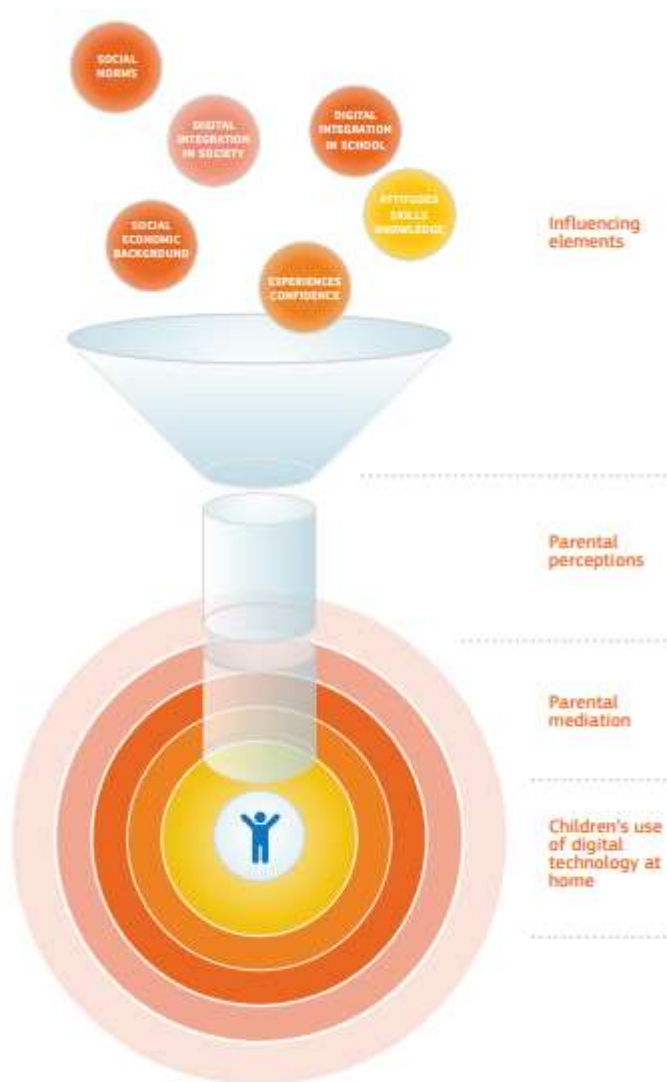 SOCIAL
NORMS
DIGITAL
INTEGRATION
IN SOCIETY
DIGITAL
INTEGRATION
IN SCHOOL
ATTITUDES
SKILLS
KNOWLEDGE
SOCIAL
ECONOMIC
BACKGROUND
EXPERIENCES
CONFIDENCE
Influencing
elements
Parental
perceptions
Parental
mediation
Children's use
of digital
technology at
home